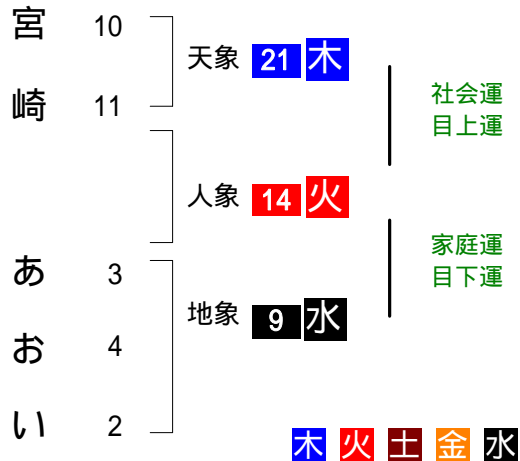 宮 10
天象 21 木
崎 11
社会運
目上運
人象 14 火
家庭運
目下運
あ 3
地象 9 水
お 4
い 2
木 火 土 金 水